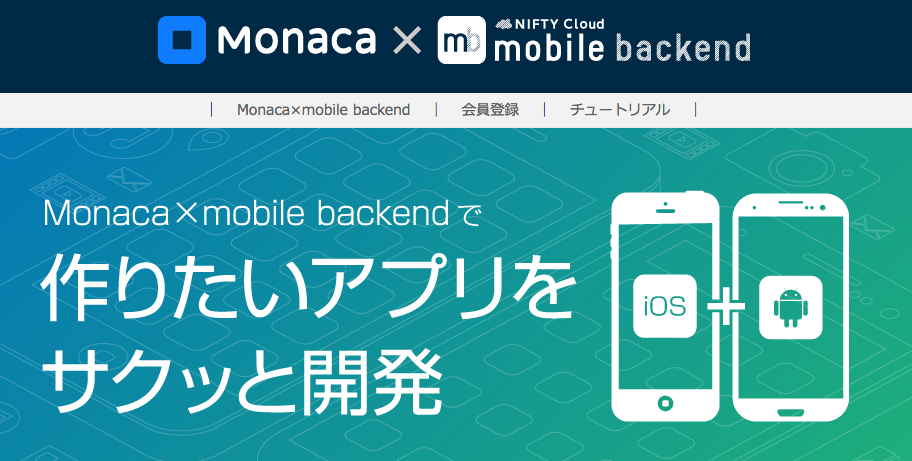 Monaca × mb NIFTY Cloud mobile backend
| Monaca×mobile backend | 会員登録 | チュートリアル |
Monaca×mobile backendで
作りたいアプリを
サクッと開発
iOS